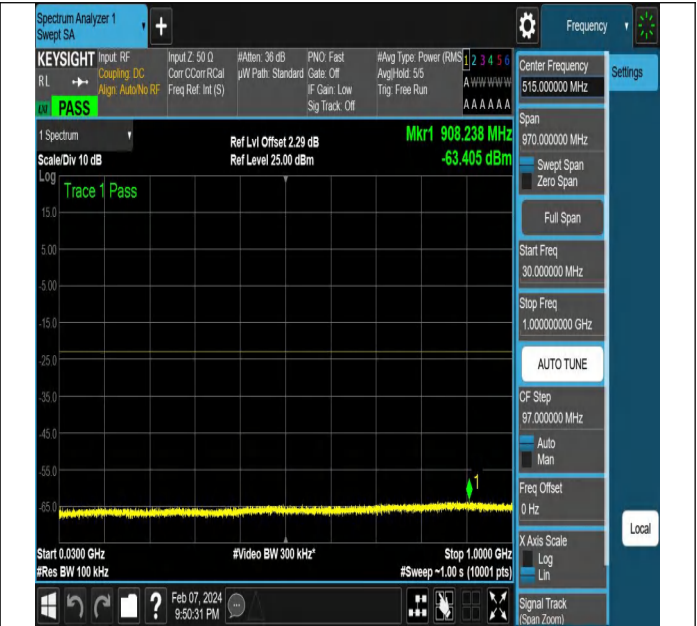 Spectrum Analyzer 1
Swept SA
+
Frequency
KEYSIGHT
RL
PASS
Input: RF
Coupling: DC
Align: Auto/No RF
Input Z: 50 Ω
Corr CCorr RCal
Freq Ref: Int (S)
#Atten: 36 dB
µW Path: Standard
PNO: Fast
Gate: Off
IF Gain: Low
Sig Track: Off
#Avg Type: Power (RMS
Avg|Hold: 5/5
Trig: Free Run
1 2 3 4 5 6
A W W W W W
A A A A A A
1 Spectrum
Scale/Div 10 dB
Ref Lvl Offset 2.29 dB
Ref Level 25.00 dBm
Mkr1 908.238 MHz
-63.405 dBm
Log
Trace 1 Pass
15.0
5.00
-5.00
-15.0
-25.0
-35.0
-45.0
-55.0
-65.0
1
Start 0.0300 GHz
#Res BW 100 kHz
#Video BW 300 kHz*
Stop 1.0000 GHz
#Sweep ~1.00 s (10001 pts)
Center Frequency
515.000000 MHz
Settings
Span
970.000000 MHz
Swept Span
Zero Span
Full Span
Start Freq
30.000000 MHz
Stop Freq
1.000000000 GHz
AUTO TUNE
CF Step
97.000000 MHz
Auto
Man
Freq Offset
0 Hz
X Axis Scale
Log
Lin
Local
Signal Track
(Span Zoom)
?
Feb 07, 2024
9:50:31 PM